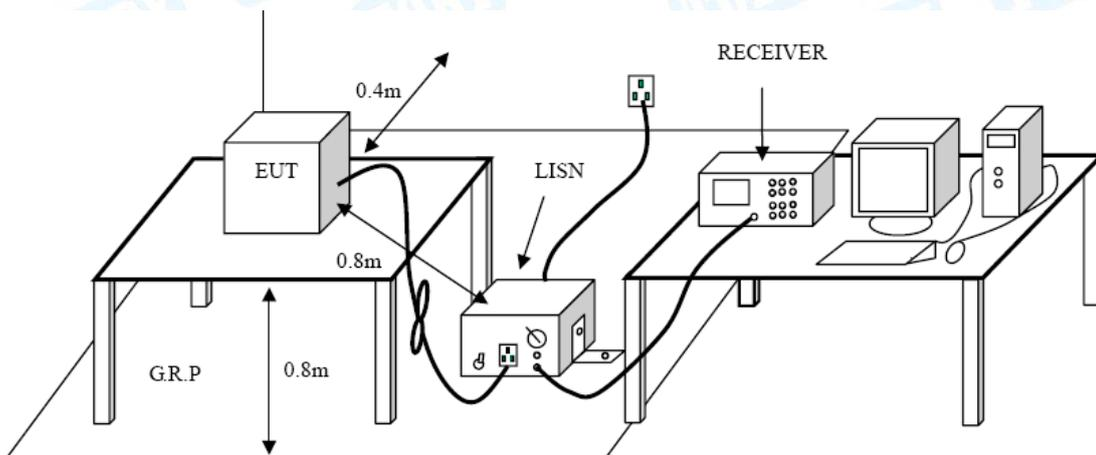 RECEIVER
0.4m
EUT
LISN
0.8m
G.R.P
0.8m